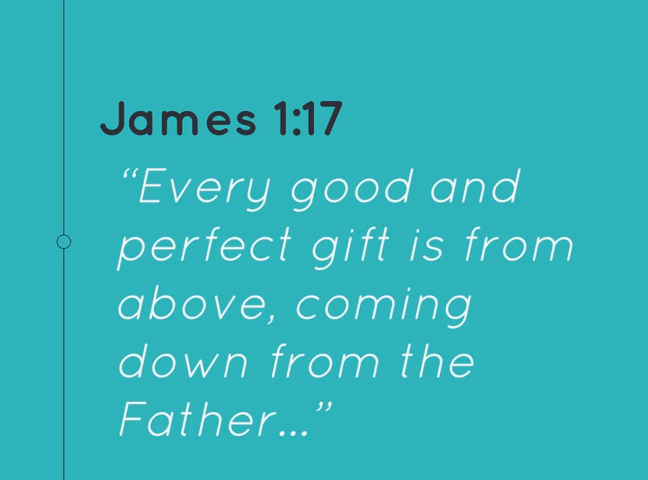 James 1:17
“Every good and
perfect gift is from
above, coming
down from the
Father...”